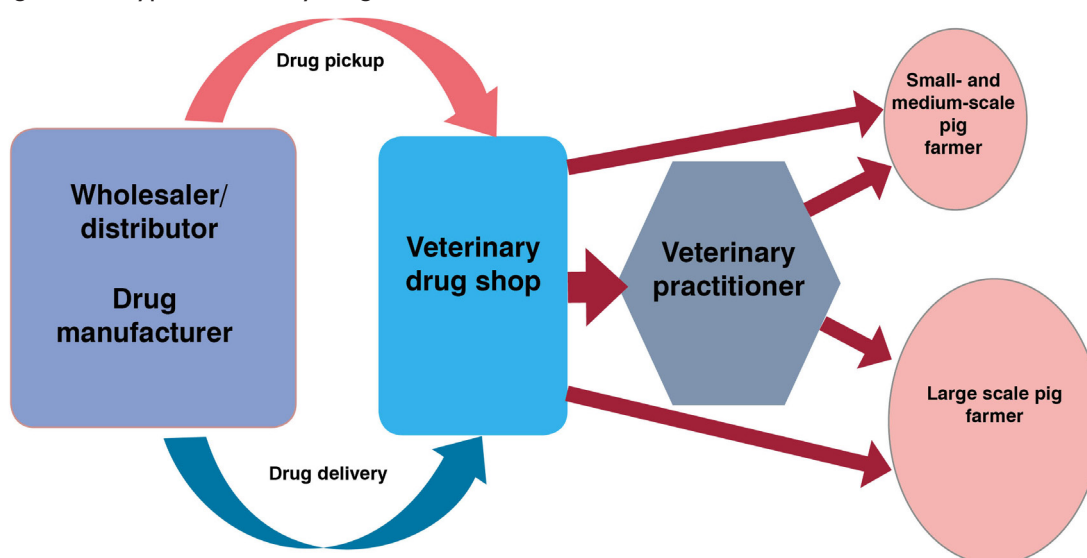 Drug pickup
Wholesaler/
distributor
Drug
manufacturer
Veterinary
drug shop
Veterinary
practitioner
Small- and
medium-scale
pig
farmer
Large scale pig
farmer
Drug delivery